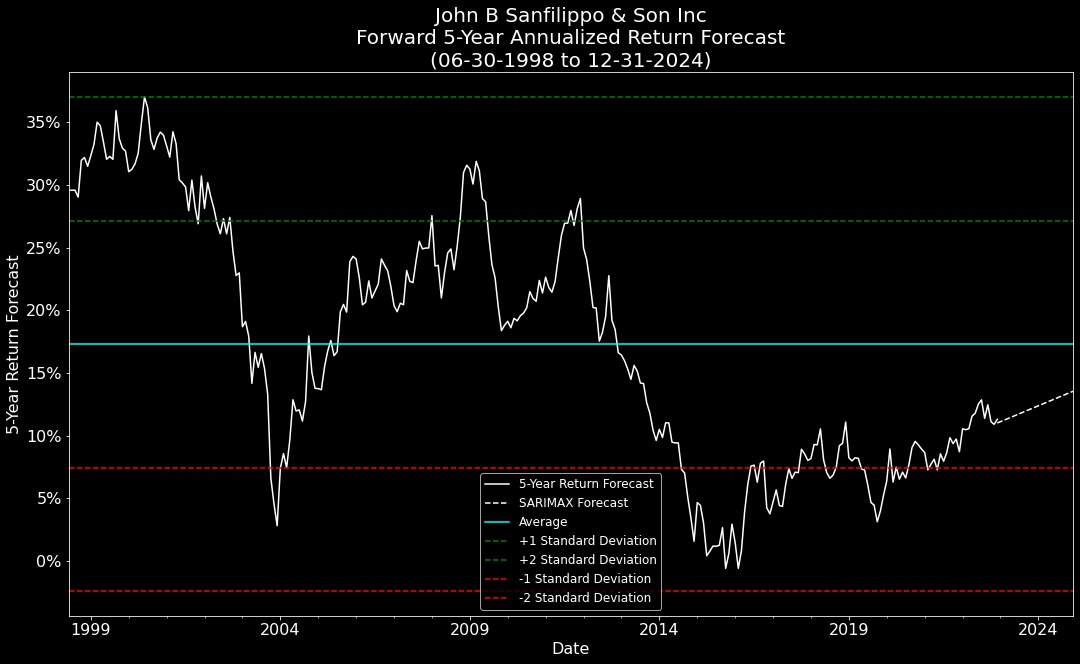 John B Sanfilippo & Son Inc
Forward 5-Year Annualized Return Forecast
(06-30-1998 to 12-31-2024)
5-Year Return Forecast
35%
30%
25%
20%
15%
10%
5%
0%
5-Year Return Forecast
SARIMAX Forecast
Average
+1 Standard Deviation
+2 Standard Deviation
-1 Standard Deviation
-2 Standard Deviation
1999 2004 2009 2014 2019 2024
Date